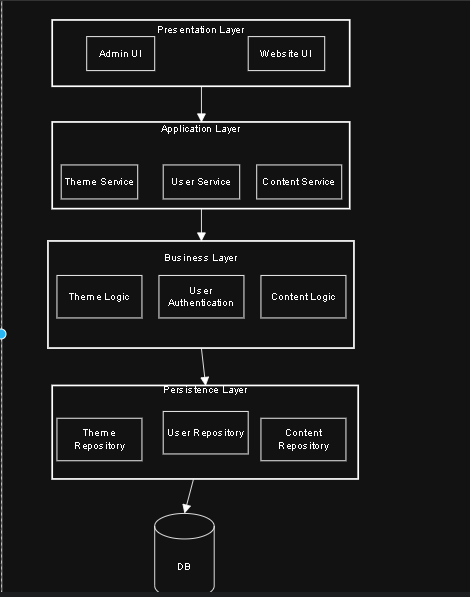 Presentation Layer
Admin UI
Website UI
Application Layer
Theme Service
User Service
Content Service
Business Layer
Theme Logic
User
Authentication
Content Logic
Persistence Layer
Theme
Repository
User Repository
Content
Repository
DB